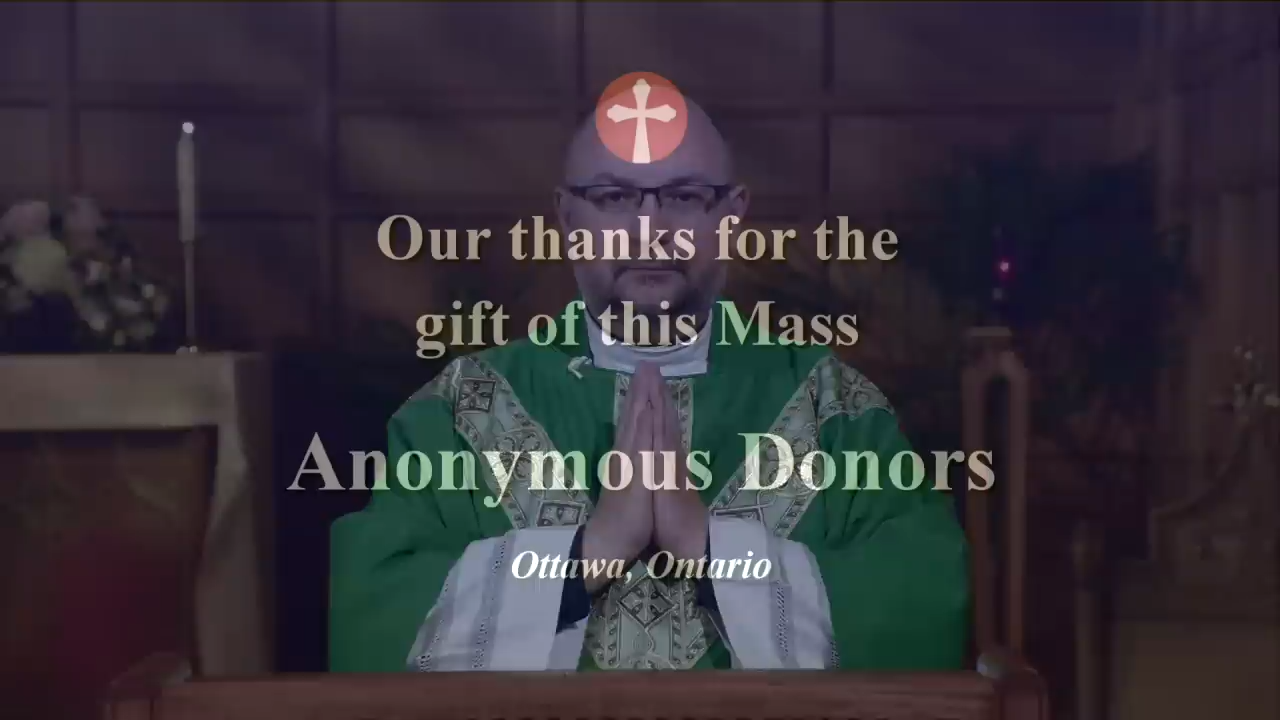 Our thanks for the
gift of this Mass
Anonymous Donors
Ottawa, Ontario